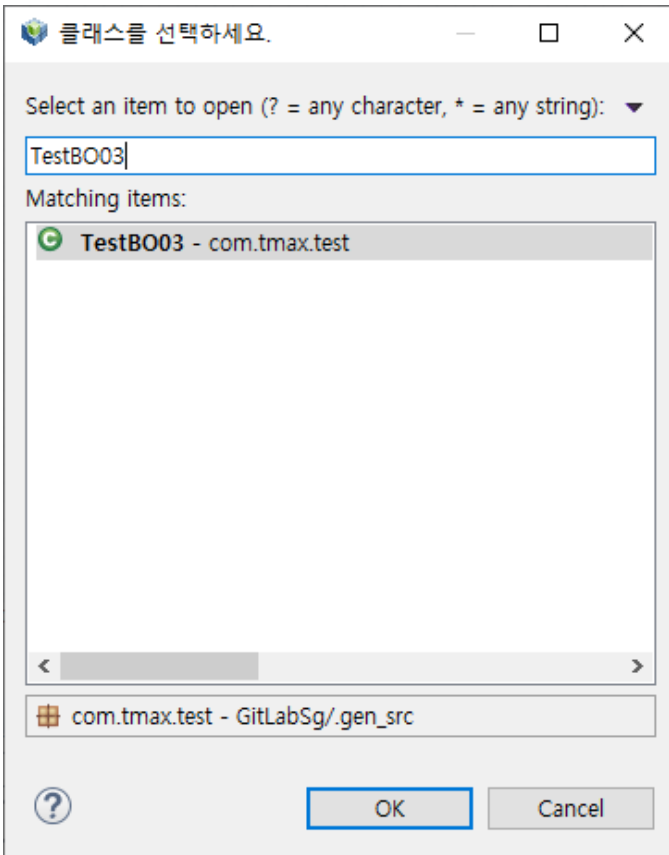 클래스를 선택하세요.
Select an item to open (? = any character, * = any string):
TestBO03
Matching items:
TestBO03 - com.tmax.test
com.tmax.test - GitLabSg/.gen_src
OK Cancel